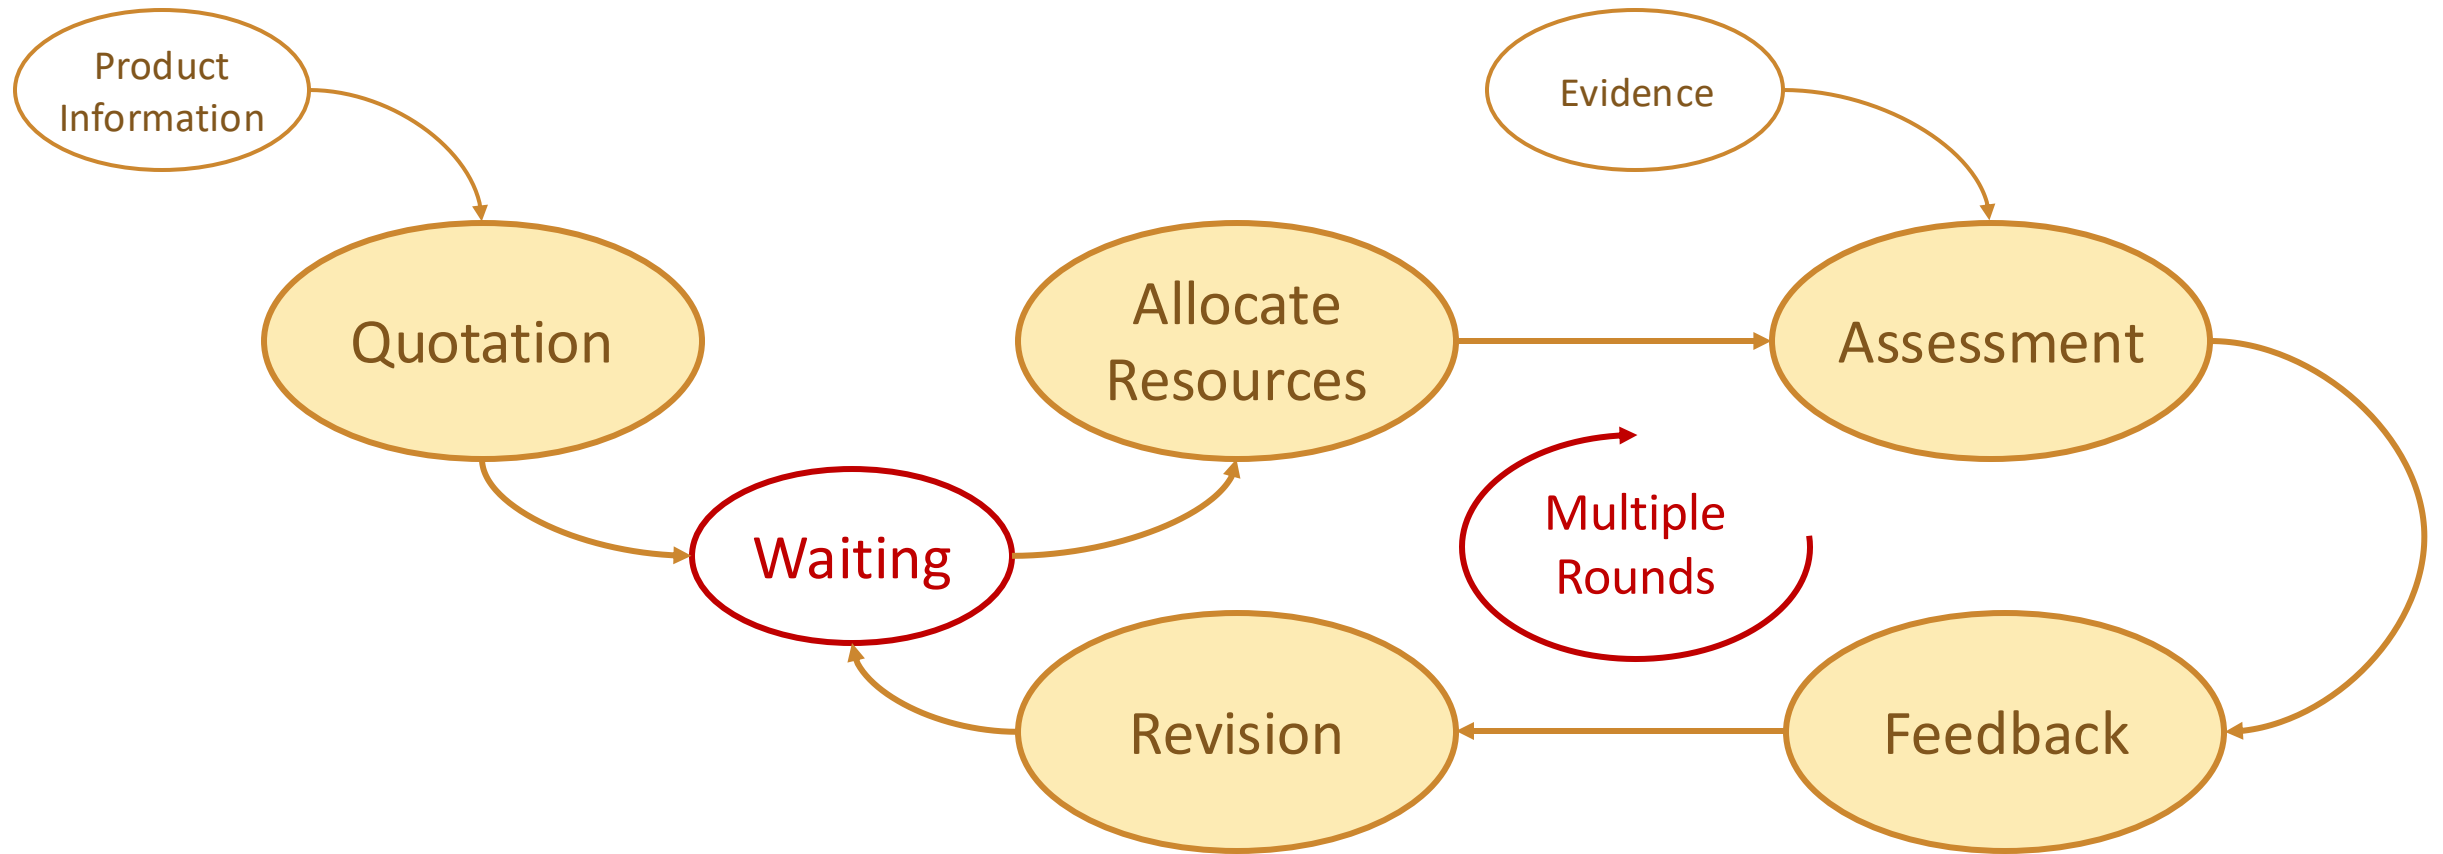 Product
Information
Evidence
Quotation
Allocate
Resources
Assessment
Waiting
Multiple
Rounds
Revision
Feedback